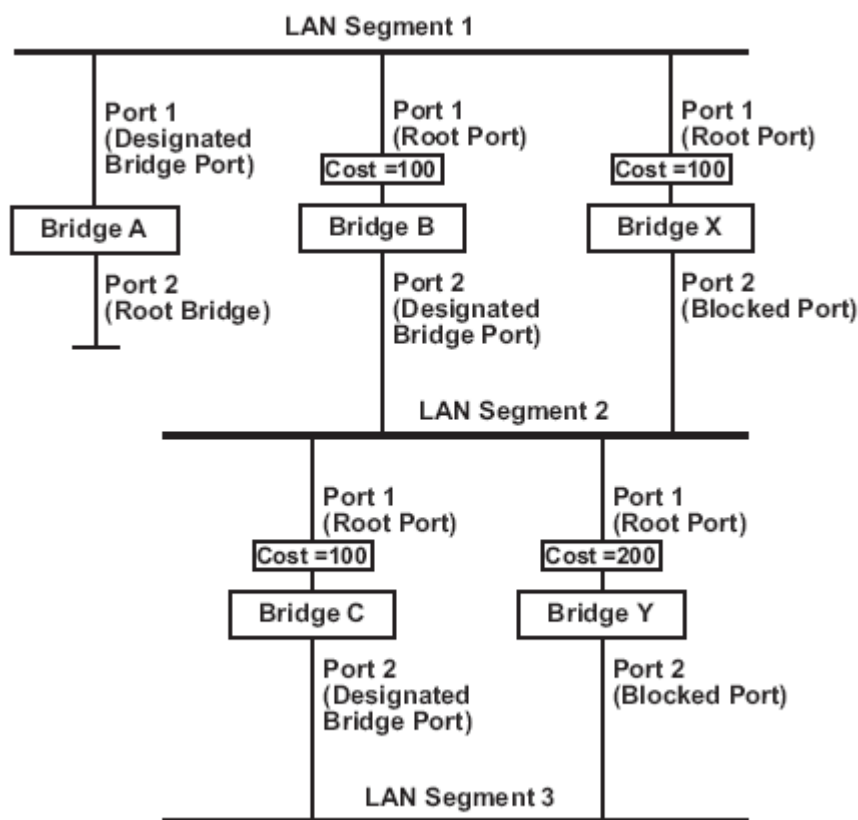 LAN Segment 1
Port 1
(Designated
Bridge Port)
Port 1
(Root Port)
Cost =100
Port 1
(Root Port)
Cost =100
Bridge A
Bridge B
Bridge X
Port 2
(Root Bridge)
Port 2
(Designated
Bridge Port)
Port 2
(Blocked Port)
LAN Segment 2
Port 1
(Root Port)
Cost =100
Port 1
(Root Port)
Cost =200
Bridge C
Bridge Y
Port 2
(Designated
Bridge Port)
Port 2
(Blocked Port)
LAN Segment 3